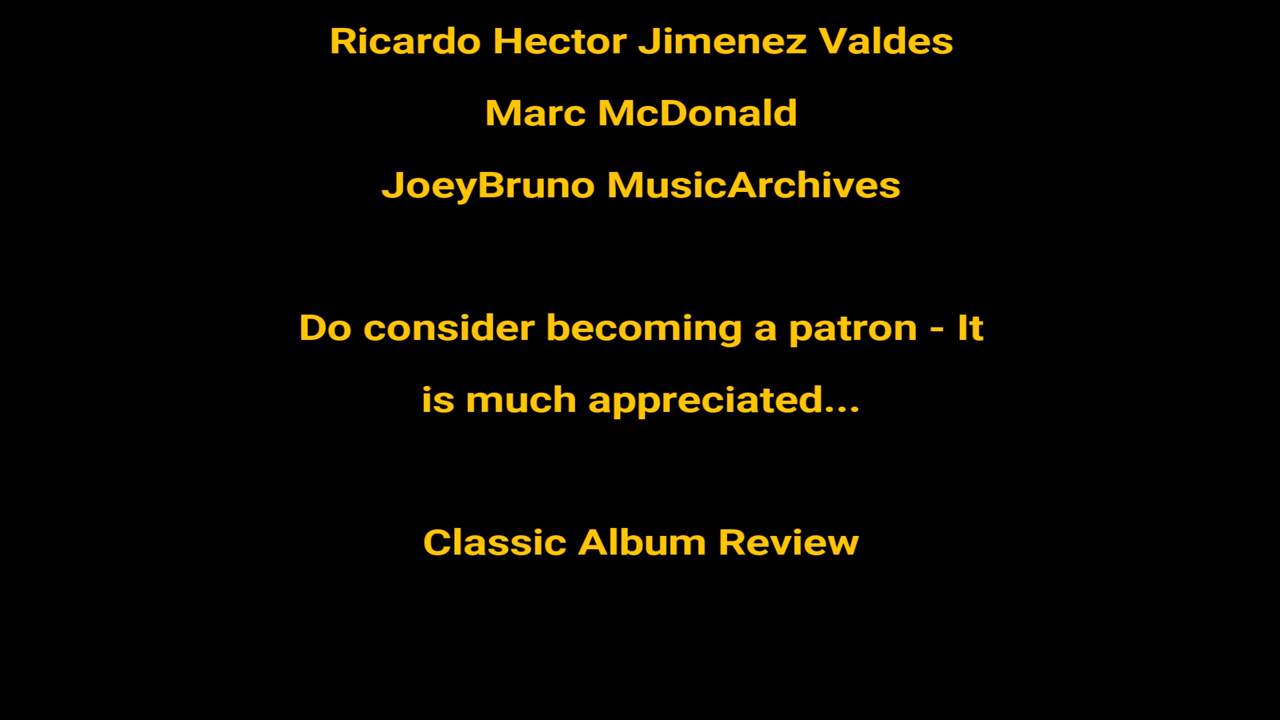 Ricardo Hector Jimenez Valdes
Marc McDonald
JoeyBruno MusicArchives
Do consider becoming a patron - It
is much appreciated...
Classic Album Review